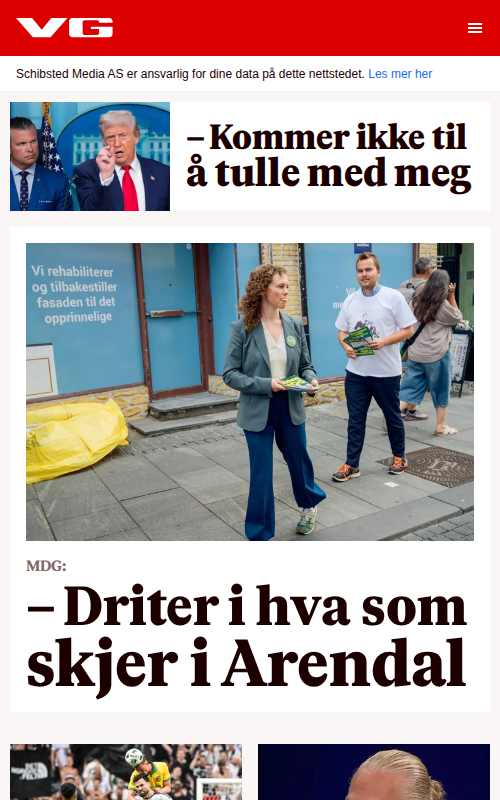 VG
Schibsted Media AS er ansvarlig for dine data på dette nettstedet. Les mer her
– Kommer ikke til
å tulle med meg
Vi rehabiliterer
og tilbakestiller
fasaden til det
opprinnelige
MDG:
– Driter i hva som
skjer i Arendal